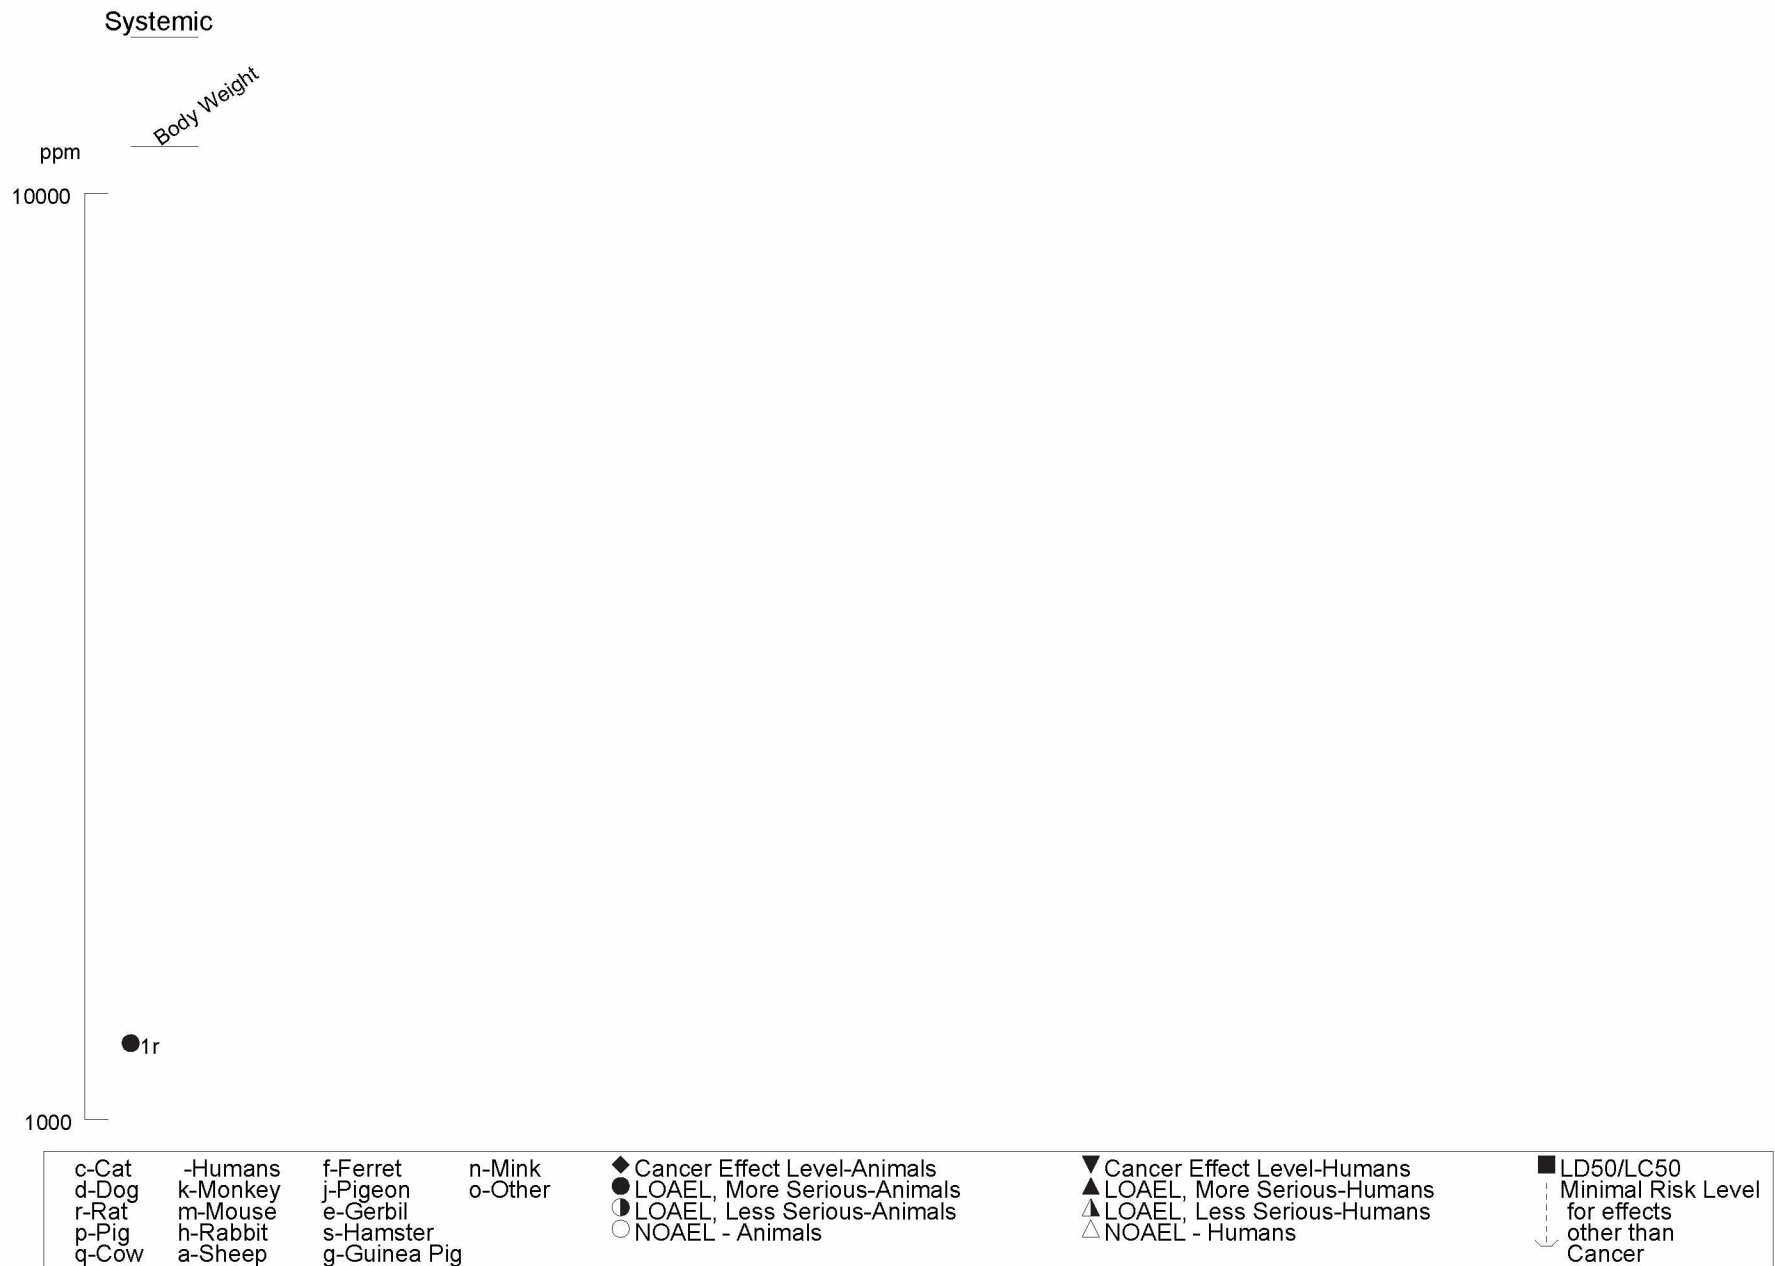 Systemic
Body Weight
ppm
10000
1r
1000
c-Cat -Humans f-Ferret n-Mink Cancer Effect Level-Animals Cancer Effect Level-Humans LD50/LC50
d-Dog k-Monkey j-Pigeon o-Other LOAEL, More Serious-Animals LOAEL, More Serious-Humans Minimal Risk Level
r-Rat m-Mouse e-Gerbil LOAEL, Less Serious-Animals LOAEL, Less Serious-Humans for effects
p-Pig h-Rabbit s-Hamster NOAEL - Animals NOAEL - Humans other than
q-Cow a-Sheep g-Guinea Pig Cancer